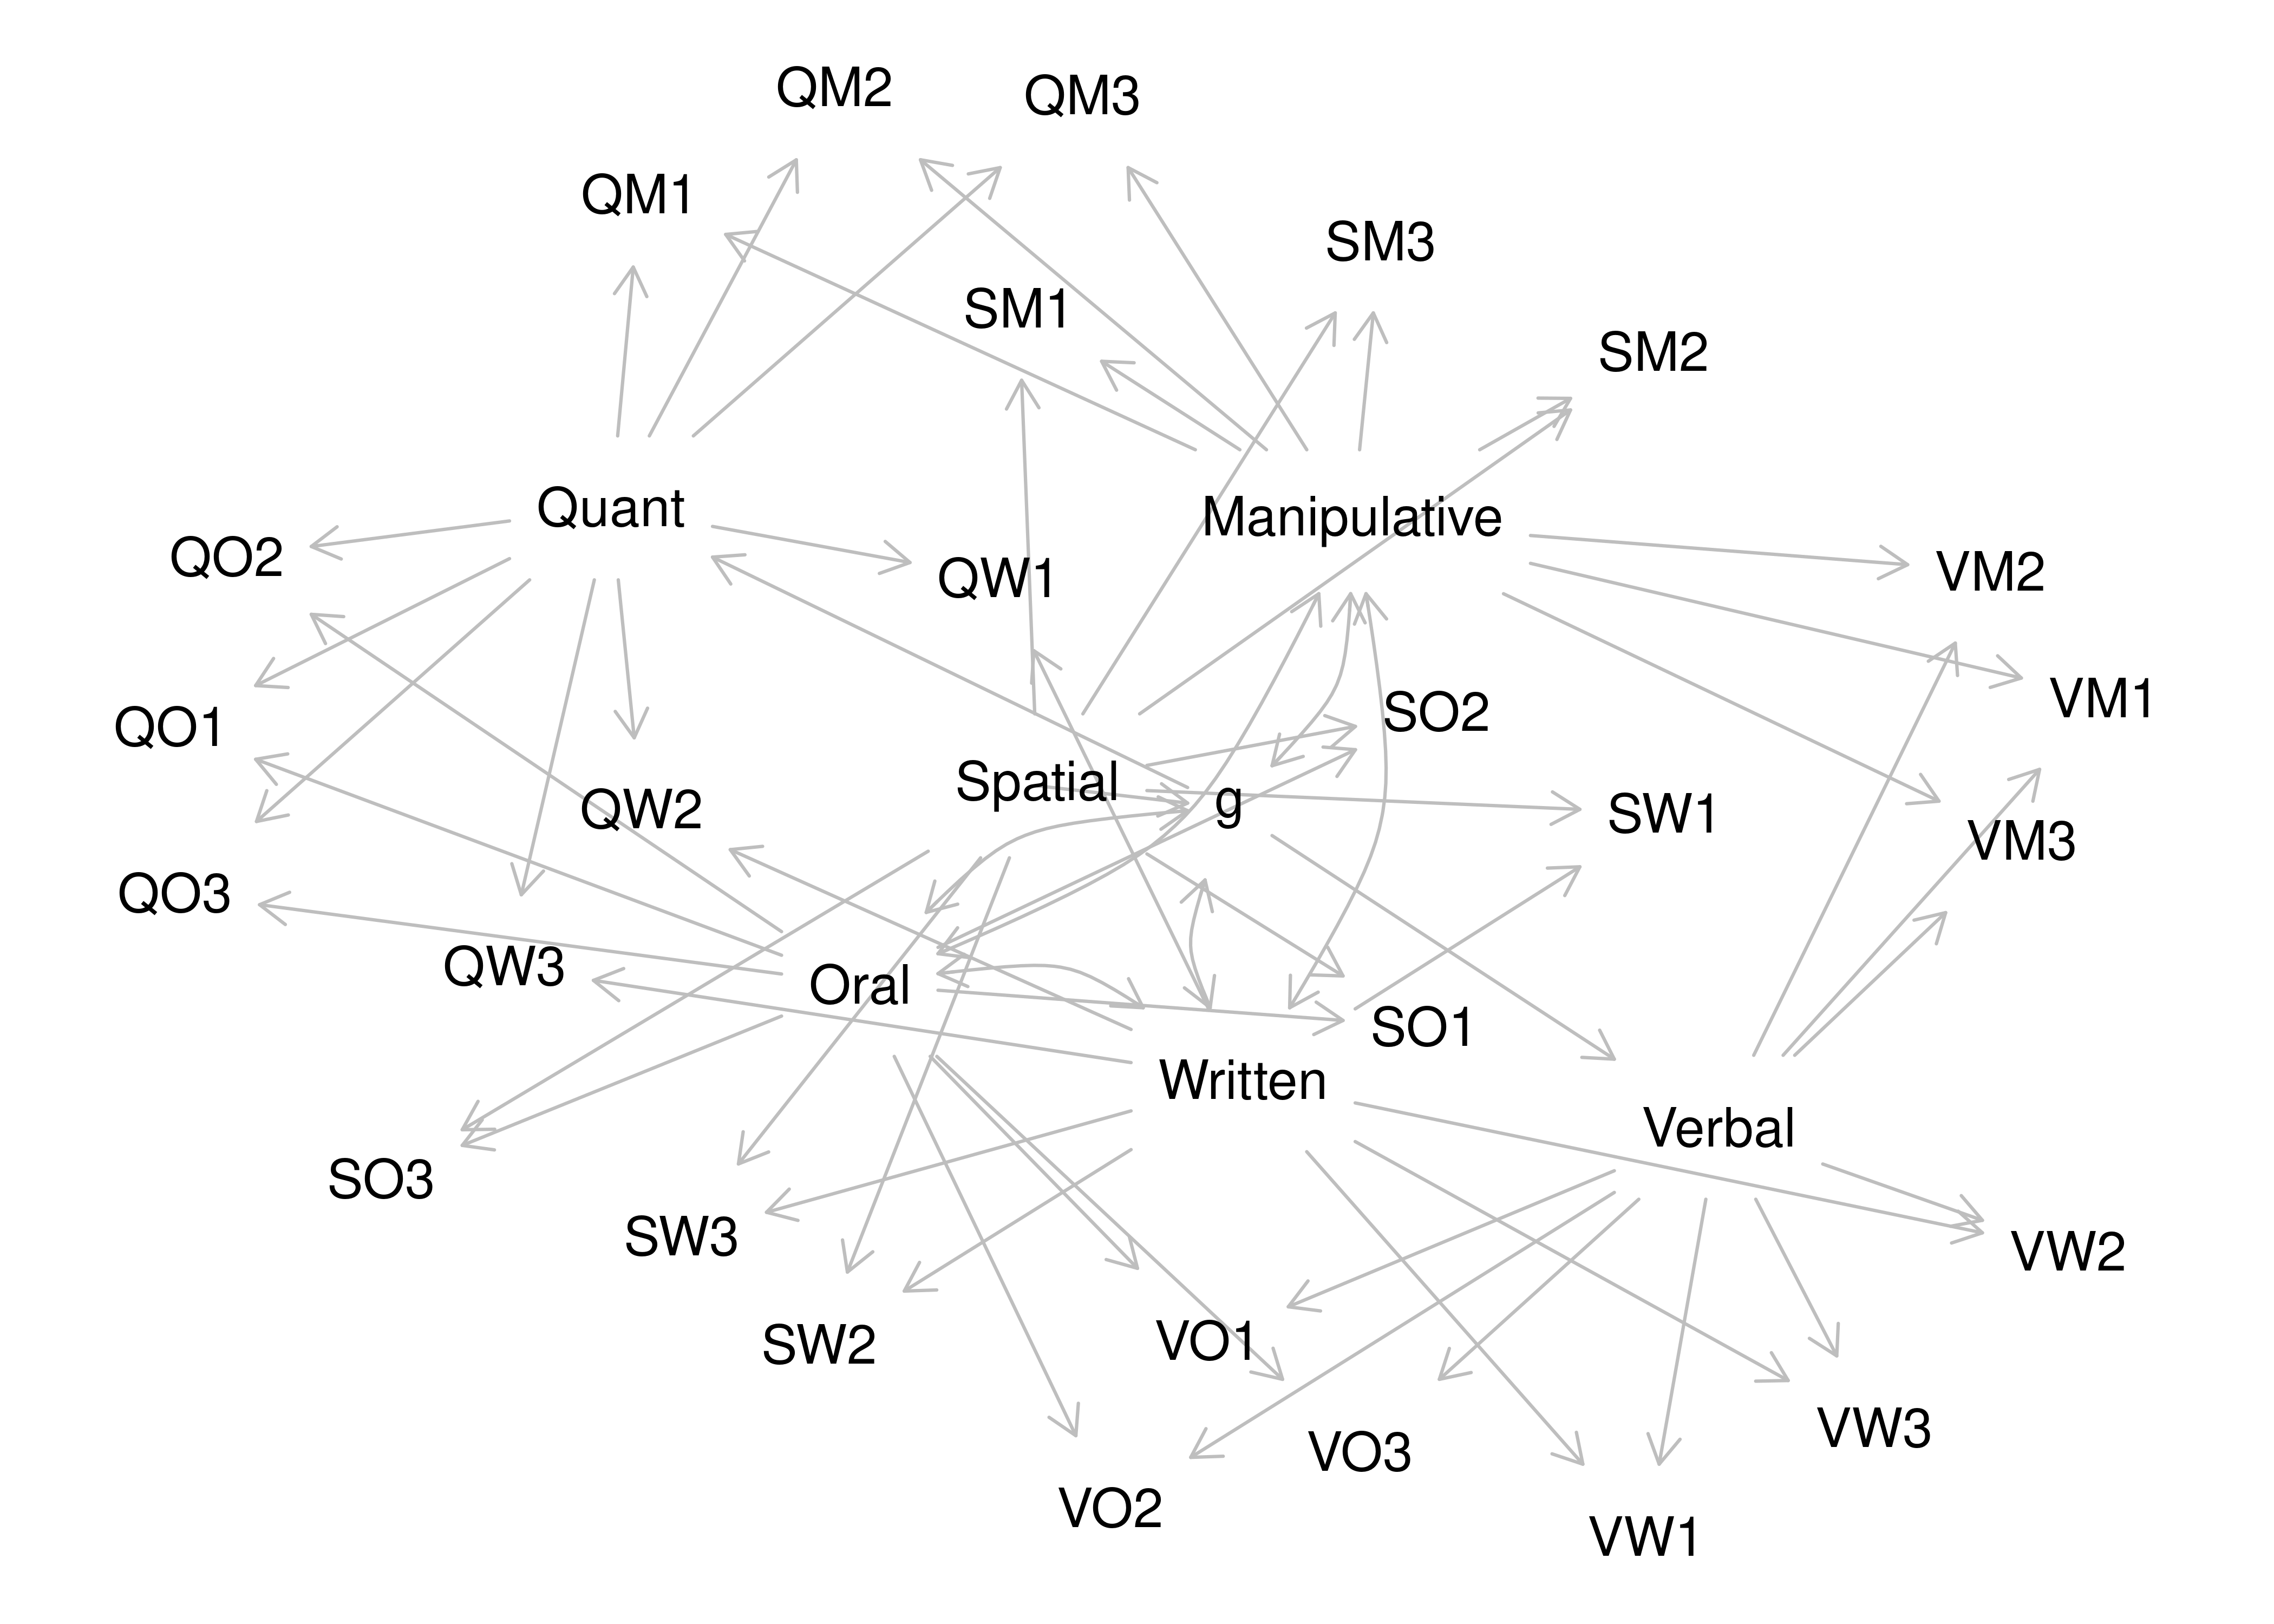 QM2
QM3
QM1
SM3
SM1
SM2
Quant
Manipulative
QO2
QW1
VM2
VM1
SO2
QO1
Spatial
g
QW2
SW1
VM3
QO3
QW3
Oral
SO1
Written
Verbal
SO3
SW3
VW2
SW2
VO1
VW3
VO3
VO2
VW1